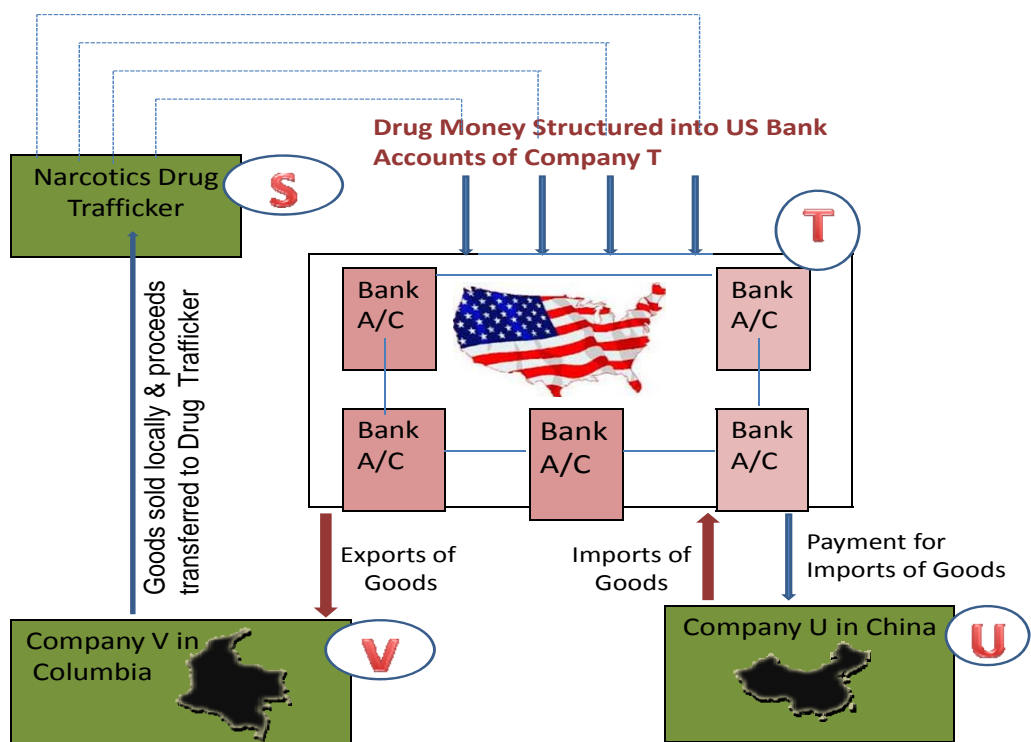 Drug Money Structured into US Bank
Accounts of Company T
Narcotics Drug
Trafficker
S
T
Bank
A/C
Bank
A/C
Bank
A/C
Bank
A/C
Bank
A/C
Goods sold locally & proceeds
transferred to Drug Trafficker
Exports of
Goods
Imports of
Goods
Payment for
Imports of Goods
Company V in
Columbia
V
Company U in China
U